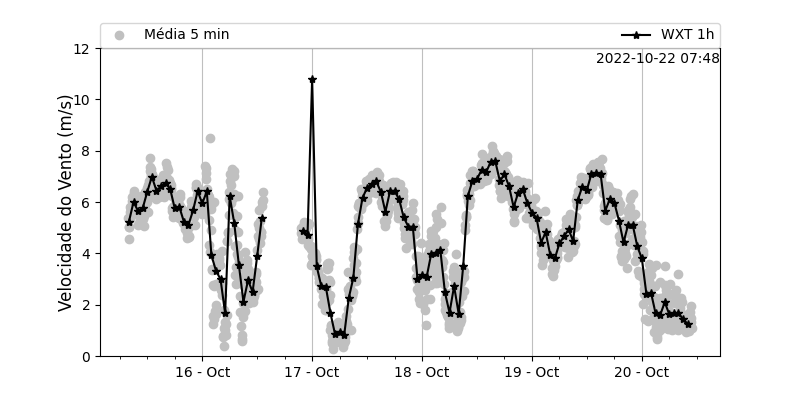 Média 5 min
WXT 1h
2022-10-22 07:48
Velocidade do Vento (m/s)
12
10
8
6
4
2
0
16 - Oct
17 - Oct
18 - Oct
19 - Oct
20 - Oct